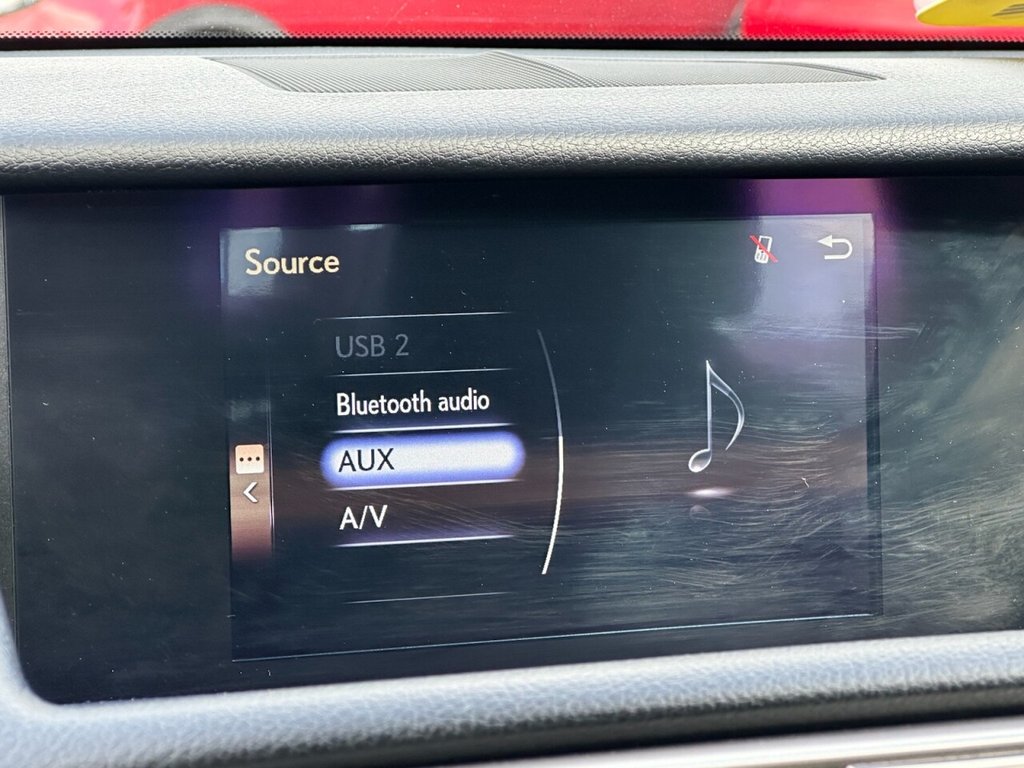 Source
USB 2
Bluetooth audio
AUX
A/V